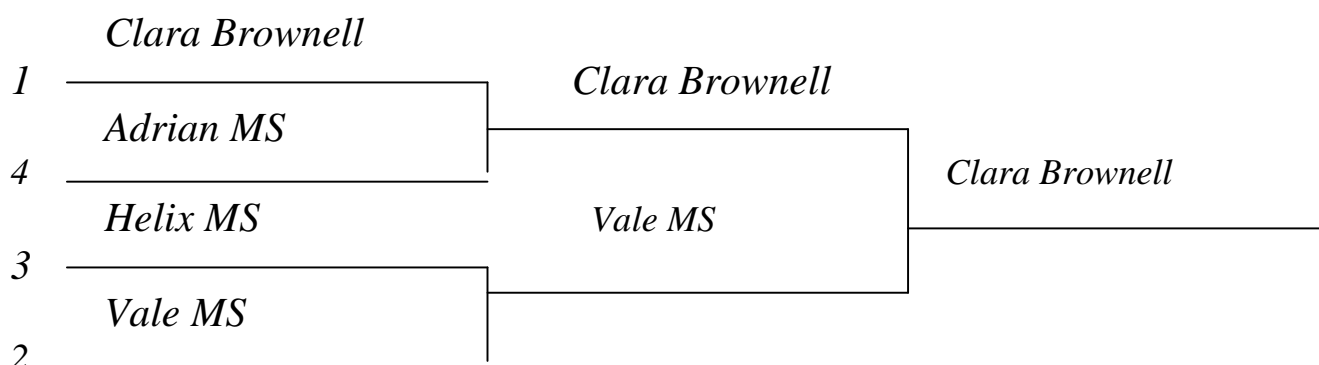 Clara Brownell
1
Clara Brownell
Adrian MS
4
Clara Brownell
Helix MS
Vale MS
3
Vale MS
2